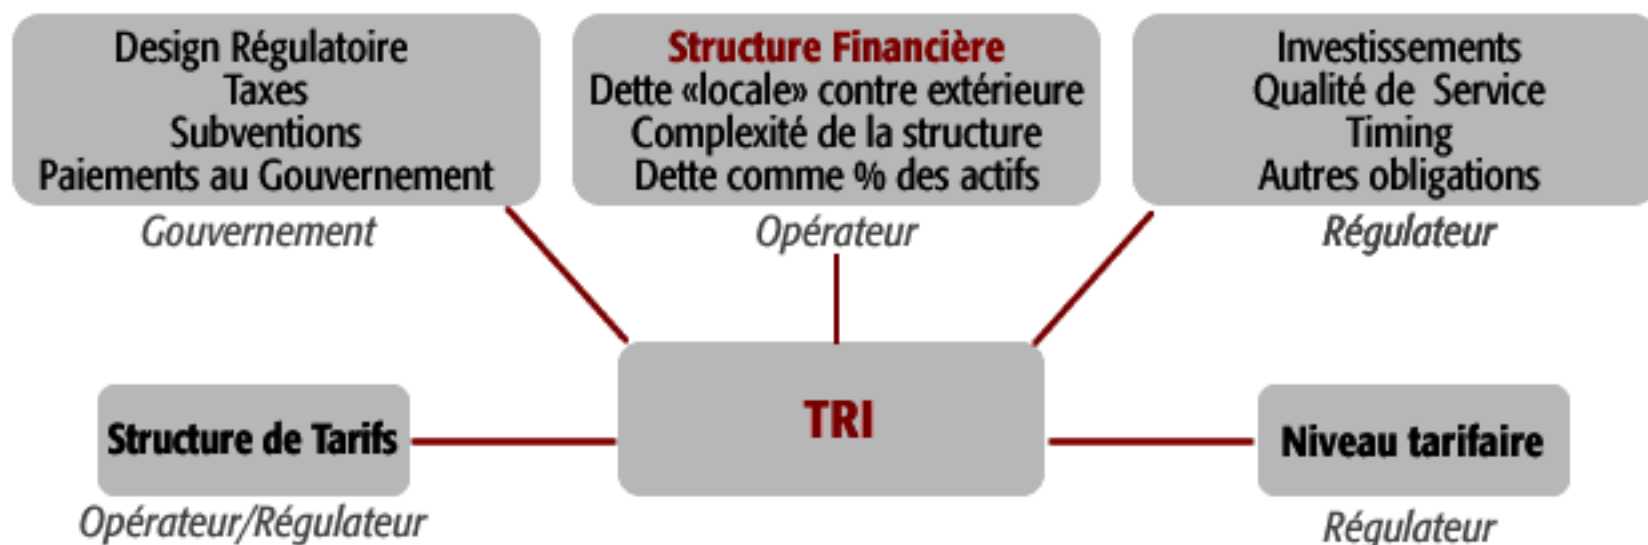 Design Régulatoire
Taxes
Subventions
Paiements au Gouvernement
Gouvernement
Structure Financière
Dette «locale» contre extérieure
Complexité de la structure
Dette comme % des actifs
Opérateur
Investissements
Qualité de Service
Timing
Autres obligations
Régulateur
Structure de Tarifs
Opérateur/Régulateur
TRI
Niveau tarifaire
Régulateur